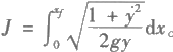 J = ∫₀^{x_f} √((1 + ẏ²)/(2gy)) dx。